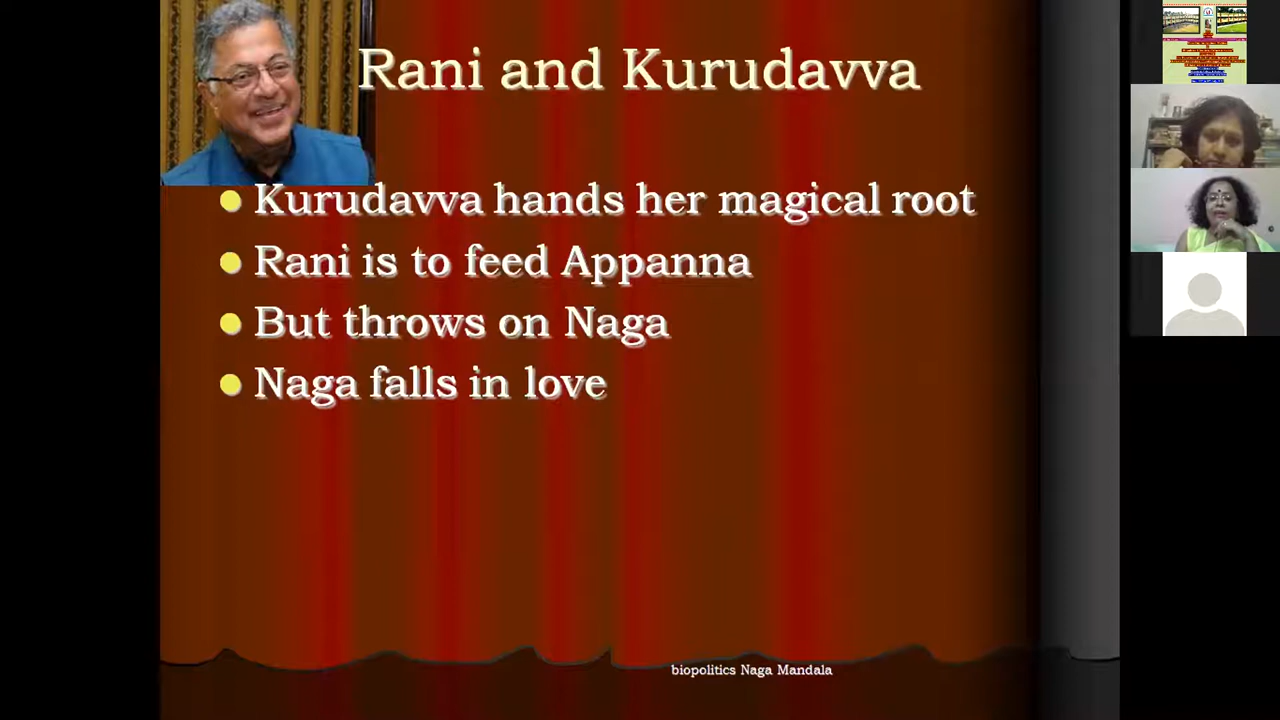 Rani and Kurudavva
Kurudavva hands her magical root
Rani is to feed Appanna
But throws on Naga
Naga falls in love
biopolitics Naga Mandala